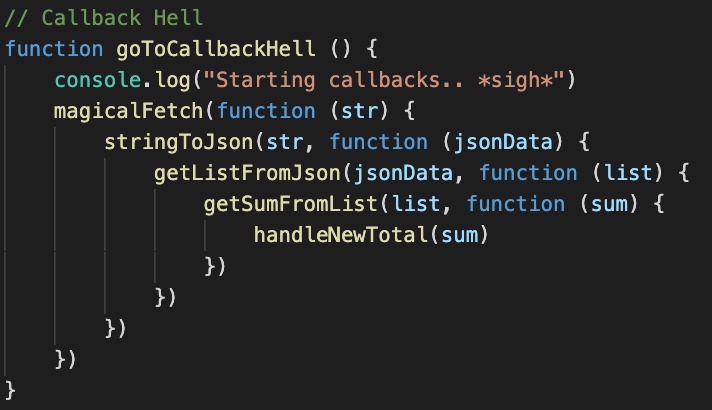 // Callback Hell
function goToCallbackHell () {
    console.log("Starting callbacks.. *sigh*")
    magicalFetch(function (str) {
        stringToJson(str, function (jsonData) {
            getListFromJson(jsonData, function (list) {
                getSumFromList(list, function (sum) {
                    handleNewTotal(sum)
                })
            })
        })
    })
}